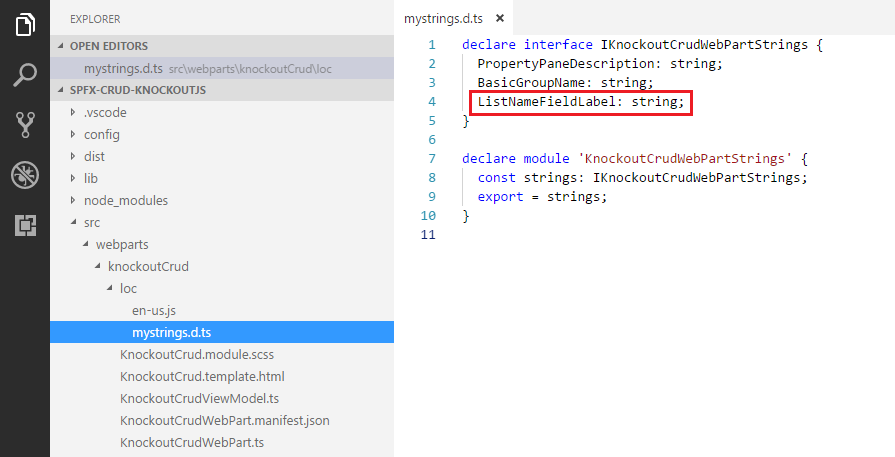 EXPLORER
OPEN EDITORS
mystrings.d.ts src\webparts\knockoutCrud\loc
SPFX-CRUD-KNOCKOUTJS
.vscode
config
dist
lib
node_modules
src
webparts
knockoutCrud
loc
en-us.js
mystrings.d.ts
KnockoutCrud.module.scss
KnockoutCrud.template.html
KnockoutCrudViewModel.ts
KnockoutCrudWebPart.manifest.json
KnockoutCrudWebPart.ts
mystrings.d.ts ×
1 declare interface IKnockoutCrudWebPartStrings {
2 PropertyPaneDescription: string;
3 BasicGroupName: string;
4 ListNameFieldLabel: string;
5 }
6
7 declare module 'KnockoutCrudWebPartStrings' {
8 const strings: IKnockoutCrudWebPartStrings;
9 export = strings;
10 }
11